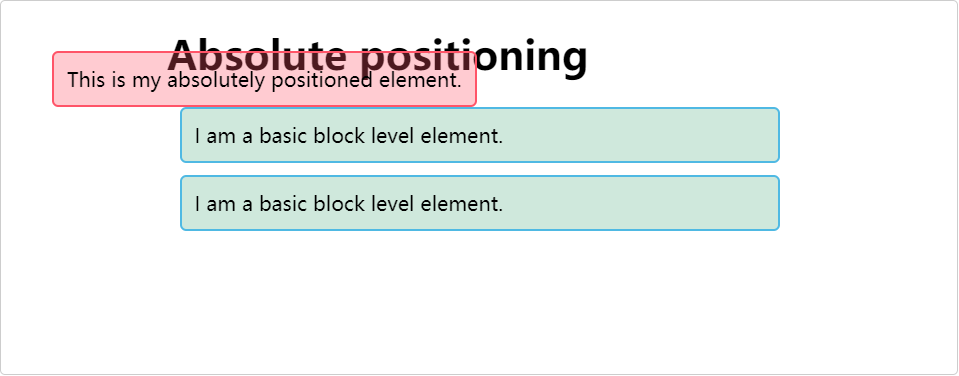 Absolute positioning
This is my absolutely positioned element.
I am a basic block level element.
I am a basic block level element.